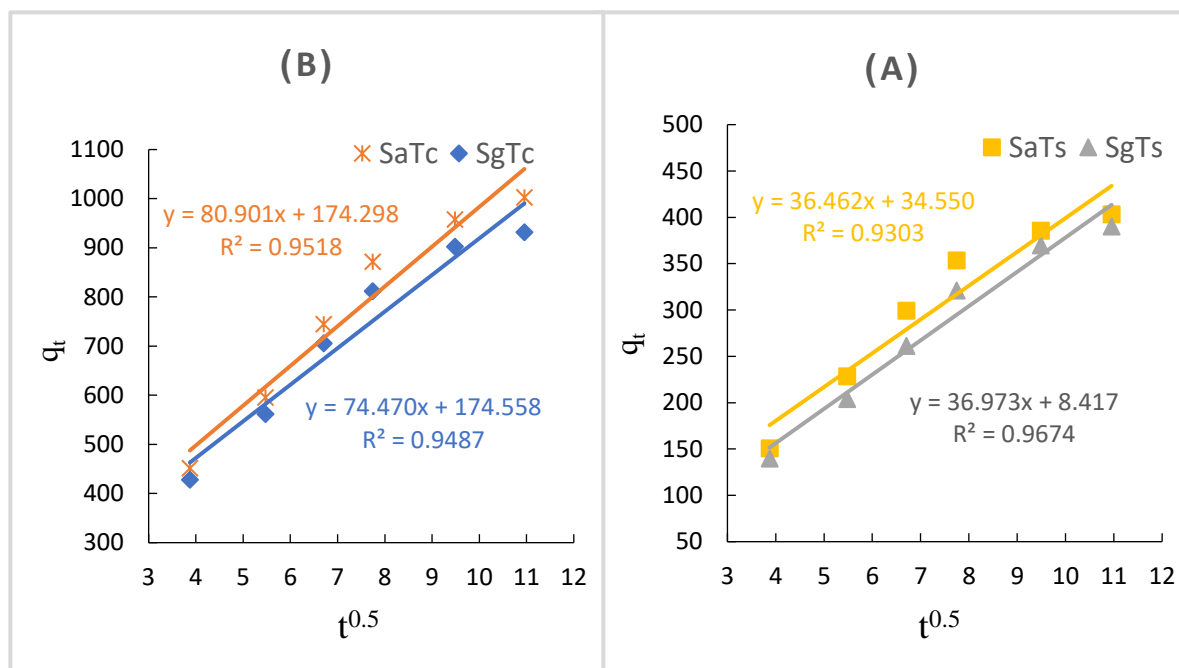 (B)
SaTc SgTc
1100
1000
900
800
700
600
500
400
300
y = 80.901x + 174.298
R² = 0.9518
y = 74.470x + 174.558
R² = 0.9487
qt
3 4 5 6 7 8 9 10 11 12
t^0.5
(A)
SaTs SgTs
500
450
400
350
300
250
200
150
100
50
y = 36.462x + 34.550
R² = 0.9303
y = 36.973x + 8.417
R² = 0.9674
qt
3 4 5 6 7 8 9 10 11 12
t^0.5